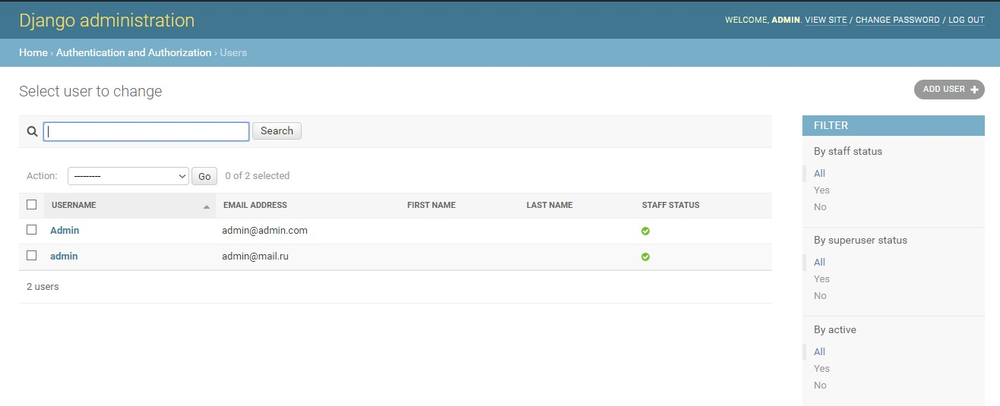 Django administration
WELCOME, ADMIN. VIEW SITE / CHANGE PASSWORD / LOG OUT
Home › Authentication and Authorization › Users
Select user to change
ADD USER +
Search
Action: --------- Go 0 of 2 selected
USERNAME EMAIL ADDRESS FIRST NAME LAST NAME STAFF STATUS
Admin admin@admin.com
admin admin@mail.ru
2 users
FILTER
By staff status
All
Yes
No
By superuser status
All
Yes
No
By active
All
Yes
No